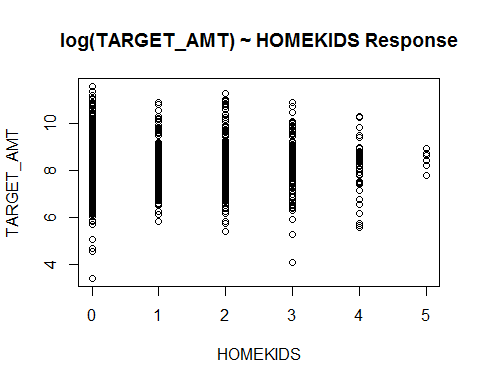 log(TARGET_AMT) ~ HOMEKIDS Response
TARGET_AMT
10
8
6
4
0 1 2 3 4 5
HOMEKIDS